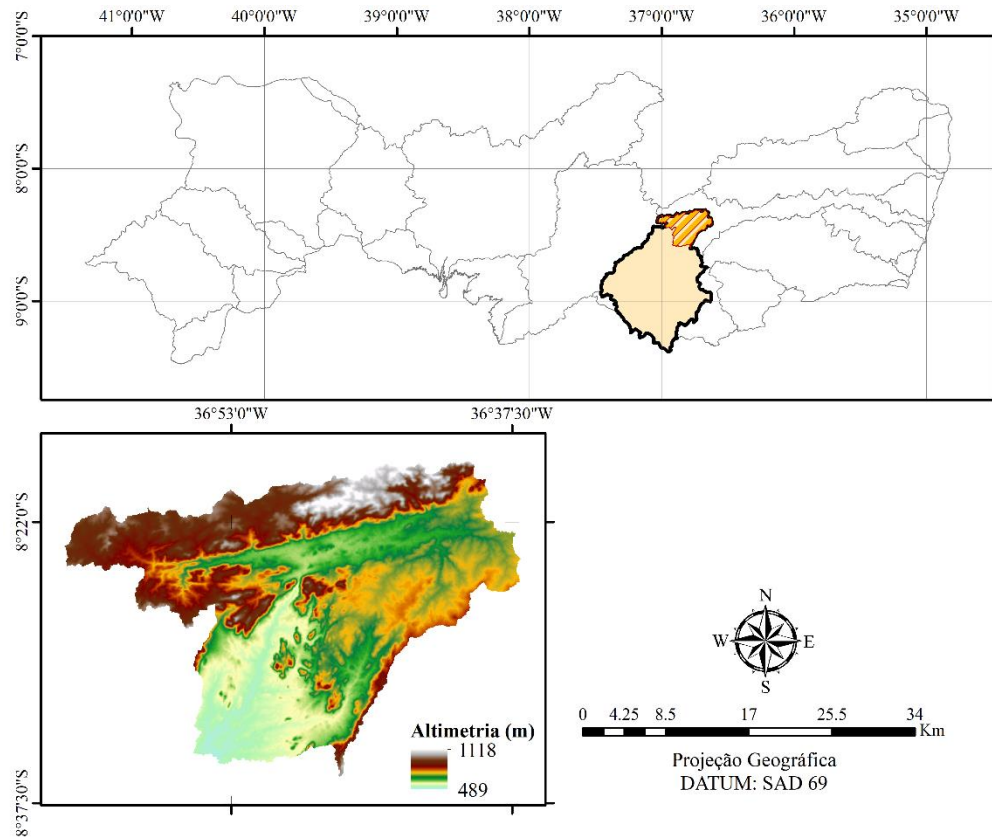 41°0'0"W 40°0'0"W 39°0'0"W 38°0'0"W 37°0'0"W 36°0'0"W 35°0'0"W
7°0'0"S
8°0'0"S
9°0'0"S
36°53'0"W 36°37'30"W
8°22'0"S
8°37'30"S
Altimetria (m)
1118
489
N
W E
S
0 4.25 8.5 17 25.5 34
Km
Projeção Geográfica
DATUM: SAD 69